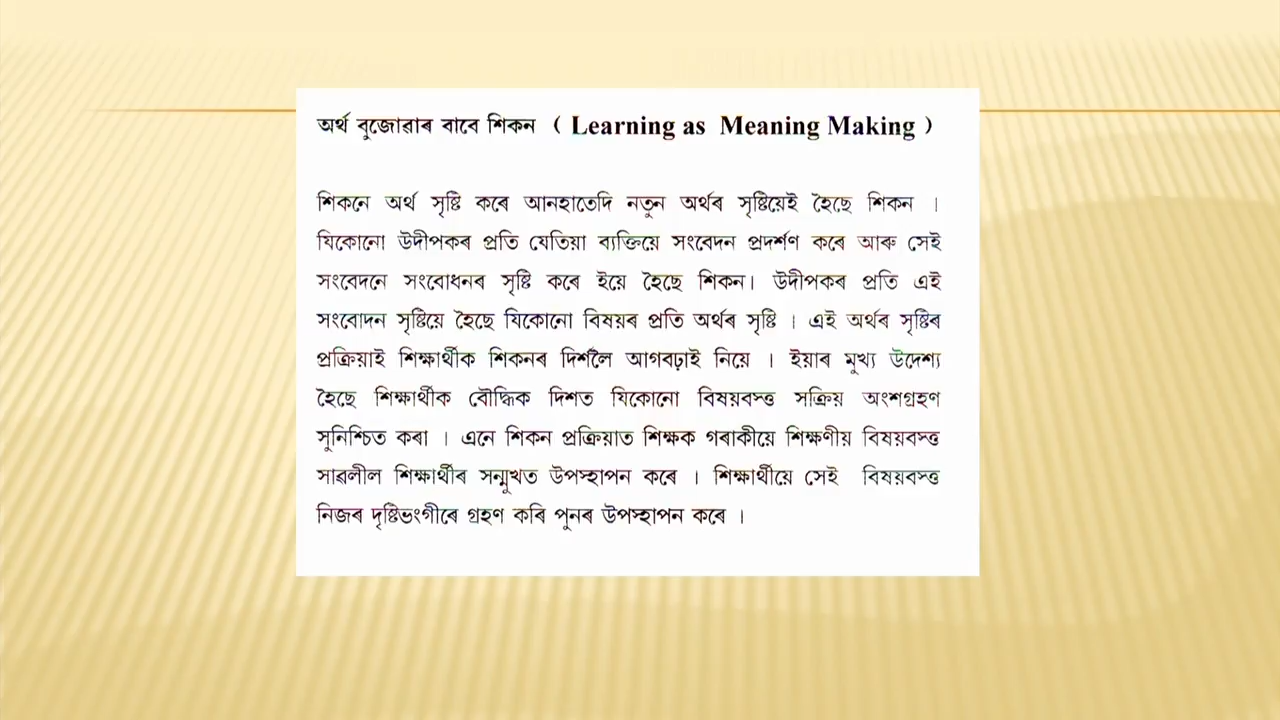 অৰ্থ বুজোৱাৰ বাবে শিকন ( Learning as Meaning Making )
শিকনে অৰ্থ সৃষ্টি কৰে আনহাতেদি নতুন অৰ্থৰ সৃষ্টিয়েই হৈছে শিকন ।
যিকোনো উদীপকৰ প্ৰতি যেতিয়া ব্যক্তিয়ে সংবেদন প্ৰদৰ্শণ কৰে আৰু সেই
সংবেদনে সংবোধনৰ সৃষ্টি কৰে ইয়ে হৈছে শিকন। উদীপকৰ প্ৰতি এই
সংবোদন সৃষ্টিয়ে হৈছে যিকোনো বিষয়ৰ প্ৰতি অৰ্থৰ সৃষ্টি । এই অৰ্থৰ সৃষ্টিৰ
প্ৰক্ৰিয়াই শিক্ষাৰ্থীক শিকনৰ দিশলৈ আগবঢ়াই নিয়ে । ইয়াৰ মুখ্য উদেশ্য
হৈছে শিক্ষাৰ্থীক বৌদ্ধিক দিশত যিকোনো বিষয়বস্তু সক্ৰিয় অংশগ্ৰহণ
সুনিশ্চিত কৰা । এনে শিকন প্ৰক্ৰিয়াত শিক্ষক গৰাকীয়ে শিক্ষণীয় বিষয়বস্তু
সাৱলীল শিক্ষাৰ্থীৰ সন্মুখত উপস্হাপন কৰে । শিক্ষাৰ্থীয়ে সেই বিষয়বস্তু
নিজৰ দৃষ্টিভংগীৰে গ্ৰহণ কৰি পুনৰ উপস্হাপন কৰে ।